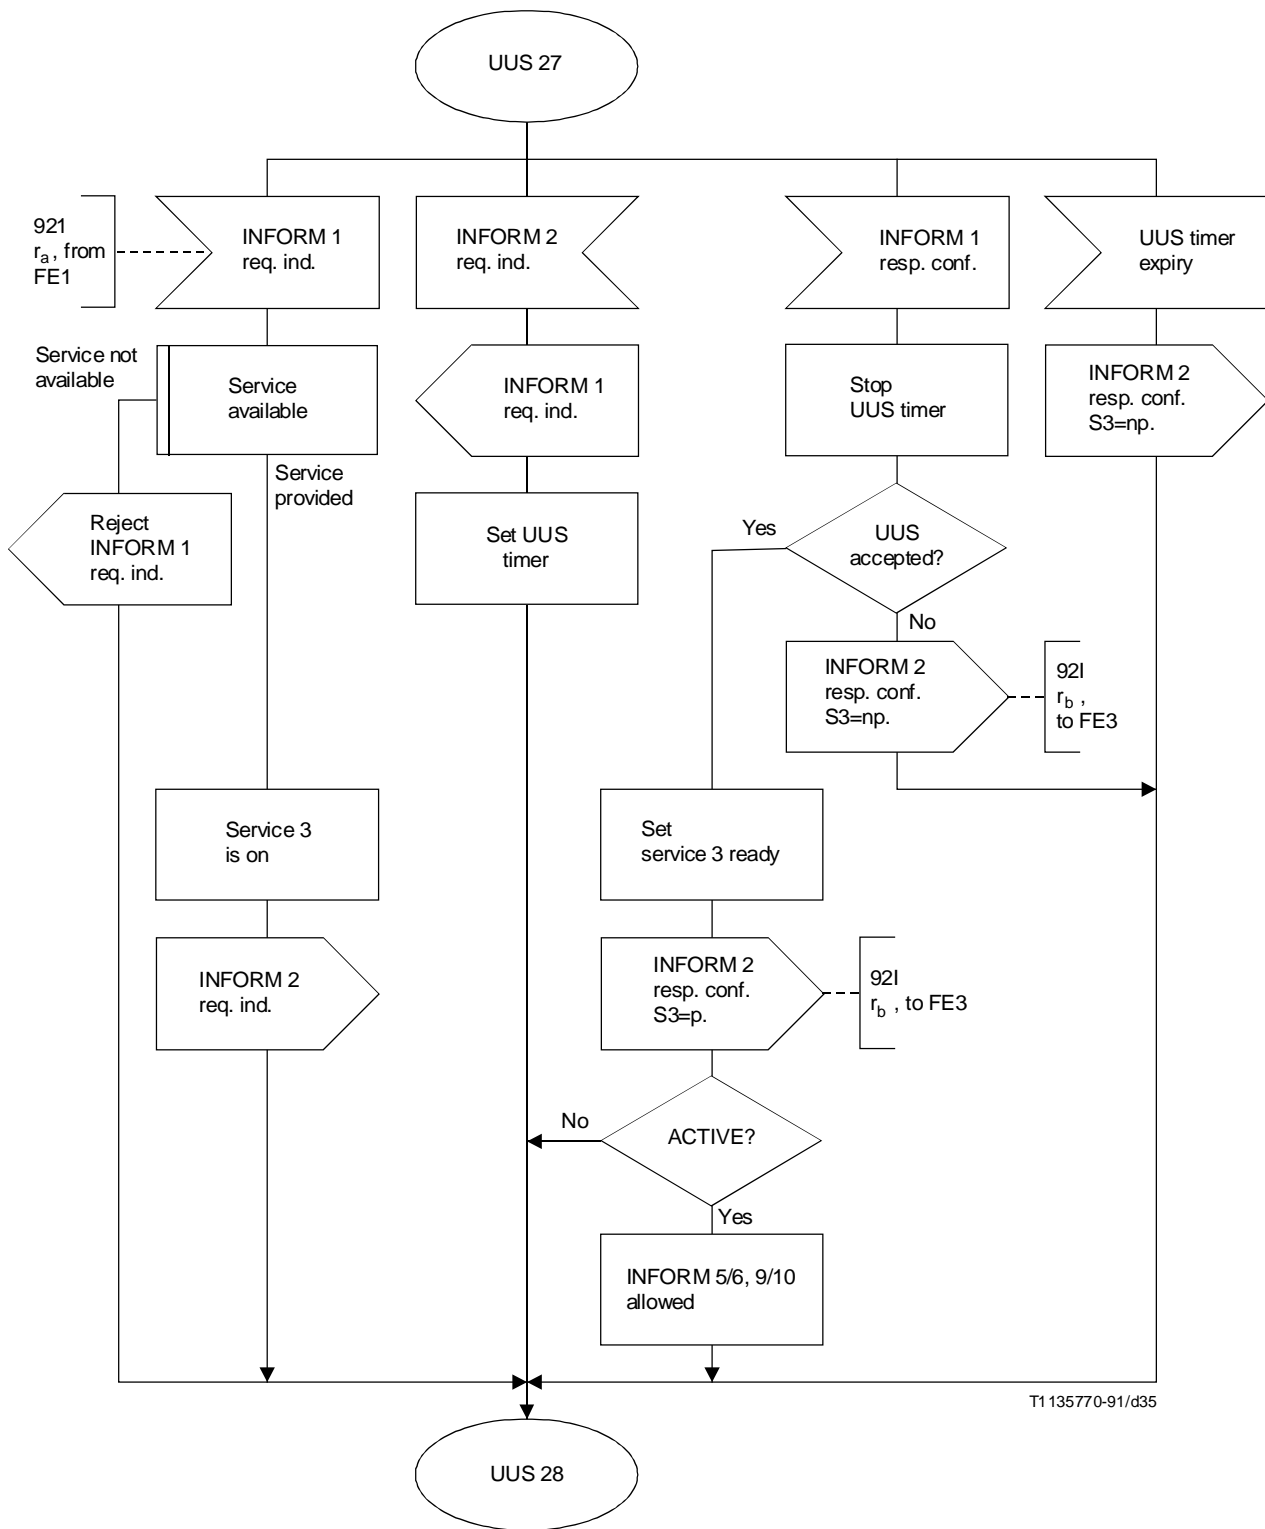 UUS 27
921
ra, from
FE1
INFORM 1
req. ind.
INFORM 2
req. ind.
INFORM 1
resp. conf.
UUS timer
expiry
Service not
available
Service
available
INFORM 1
req. ind.
Stop
UUS timer
INFORM 2
resp. conf.
S3=np.
Service
provided
Reject
INFORM 1
req. ind.
Set UUS
timer
Yes
UUS
accepted?
No
INFORM 2
resp. conf.
S3=np.
92I
rb ,
to FE3
Service 3
is on
Set
service 3 ready
INFORM 2
req. ind.
INFORM 2
resp. conf.
S3=p.
92I
rb , to FE3
No
ACTIVE?
Yes
INFORM 5/6, 9/10
allowed
T1135770-91/d35
UUS 28